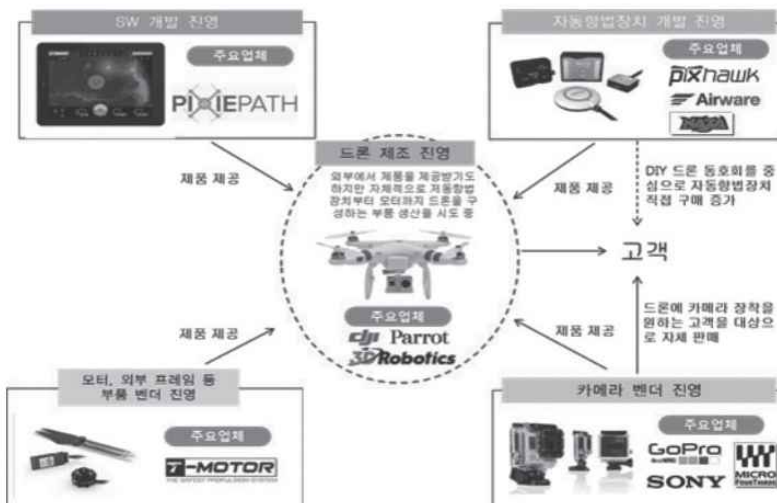 SW 개발 진영
주요업체
PIXIEPATH
자동항법장치 개발 진영
주요업체
pixhawk
Airware
NAZA
제품 제공
제품 제공
DIY 드론 동호회를 중
심으로 자동항법장치
직접 구매 증가
드론 제조 진영
외부에서 제품을 제공받기도
하지만 자체적으로 자동항법
장치부터 모터까지 드론을 구
성하는 부품 생산을 시도 중
주요업체
dji Parrot
3DRobotics
고객
제품 제공
제품 제공
드론에 카메라 장착을
원하는 고객을 대상으
로 자체 판매
모터, 외부 프레임 등
부품 벤더 진영
주요업체
T-MOTOR
THE SAFEST PROPULSION SYSTEM
카메라 벤더 진영
주요업체
GoPro
SONY
MICRO
FOURTHIRDS